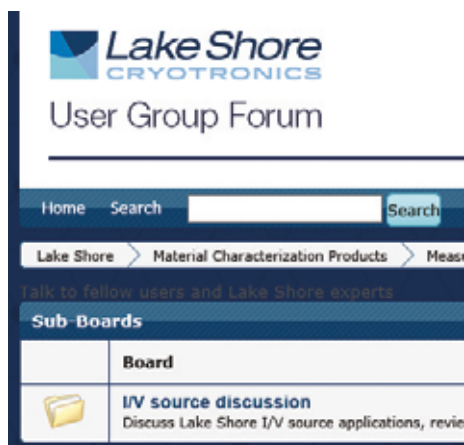 Lake Shore
CRYOTRONICS
User Group Forum
Home Search Search
Lake Shore Material Characterization Products
Talk to fellow users and Lake Shore experts
Sub-Boards
Board
I/V source discussion
Discuss Lake Shore I/V source applications,